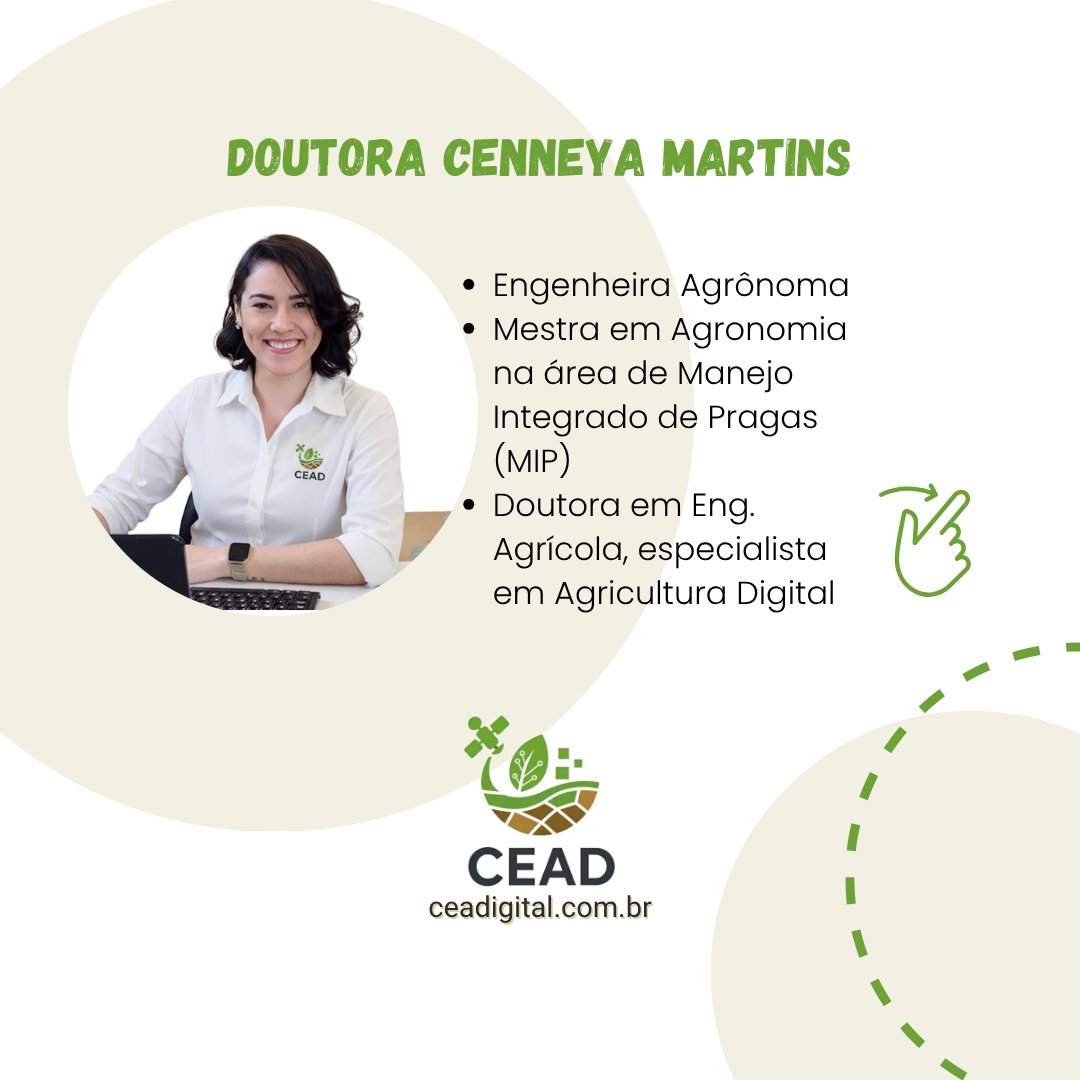 DOUTORA CENNEYA MARTINS
Engenheira Agrônoma
Mestra em Agronomia
na área de Manejo
Integrado de Pragas
(MIP)
Doutora em Eng.
Agrícola, especialista
em Agricultura Digital
CEAD
CEAD
ceadigital.com.br